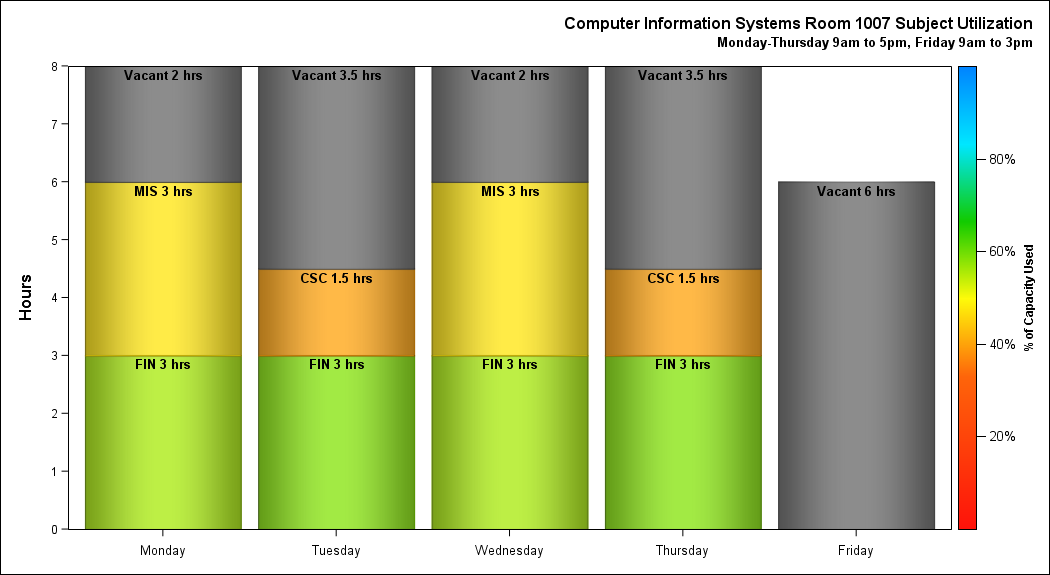 Computer Information Systems Room 1007 Subject Utilization
Monday-Thursday 9am to 5pm, Friday 9am to 3pm
Hours
8
7
6
5
4
3
2
1
0
Vacant 2 hrs
MIS 3 hrs
FIN 3 hrs
Vacant 3.5 hrs
CSC 1.5 hrs
FIN 3 hrs
Vacant 2 hrs
MIS 3 hrs
FIN 3 hrs
Vacant 3.5 hrs
CSC 1.5 hrs
FIN 3 hrs
Vacant 6 hrs
Monday
Tuesday
Wednesday
Thursday
Friday
80%
60%
40%
20%
% of Capacity Used